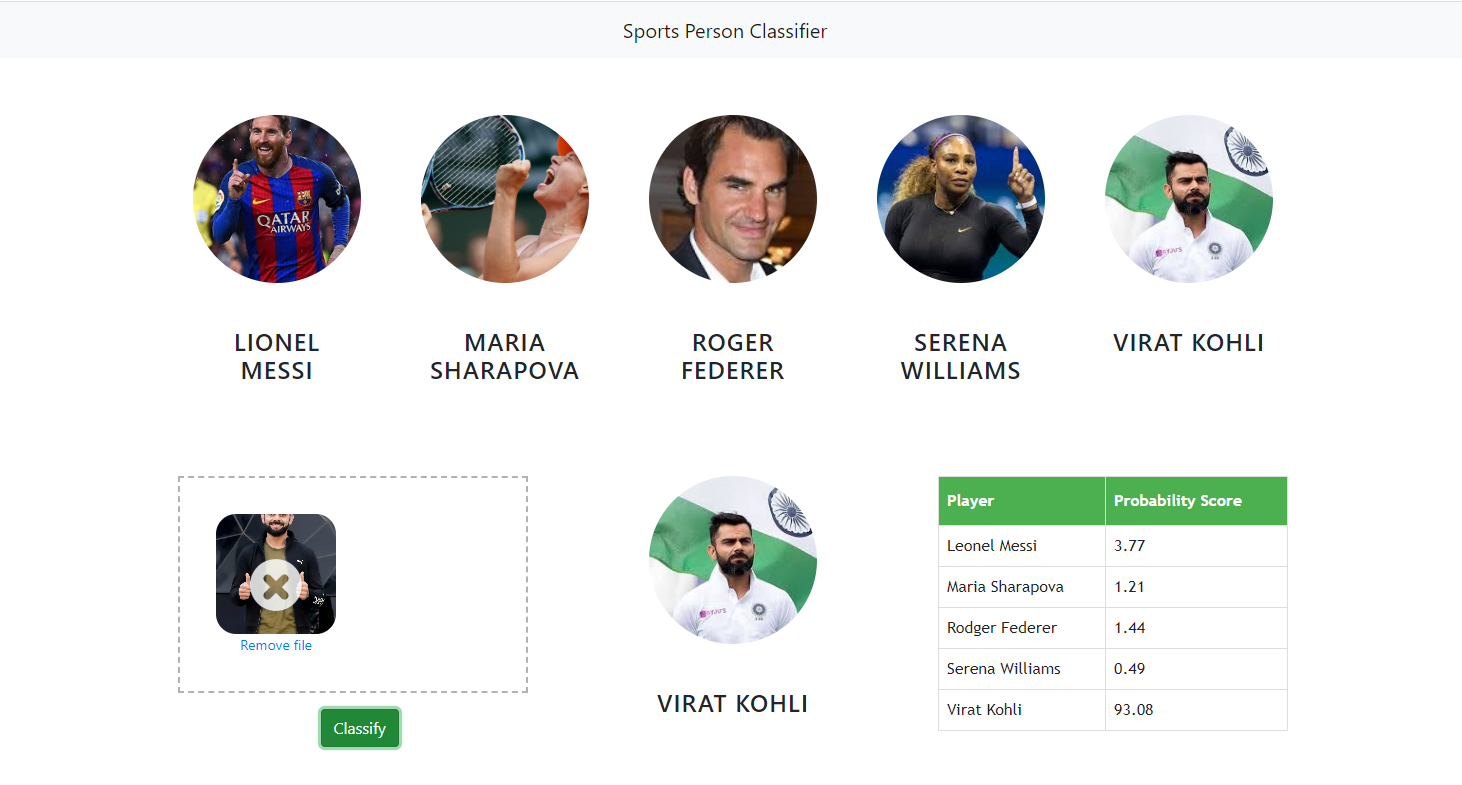 Sports Person Classifier
QATAR
AIRWAYS
LIONEL
MESSI
MARIA
SHARAPOVA
ROGER
FEDERER
SERENA
WILLIAMS
VIRAT KOHLI
Remove file
Classify
VIRAT KOHLI
Player Probability Score
Leonel Messi 3.77
Maria Sharapova 1.21
Rodger Federer 1.44
Serena Williams 0.49
Virat Kohli 93.08